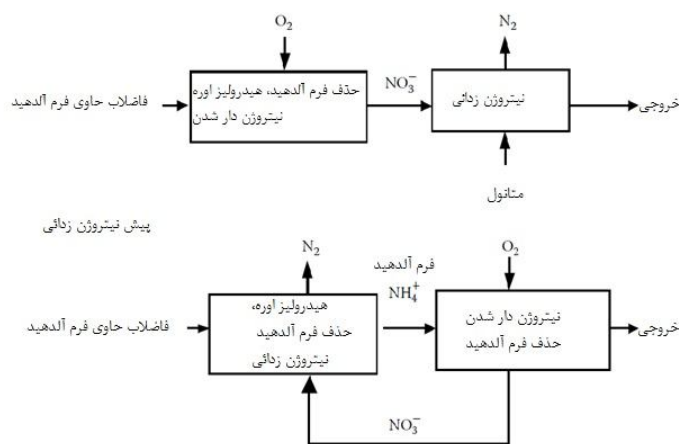 O₂
N₂
فاضلاب حاوی فرم آلدهید
حذف فرم آلدهید، هیدرولیز اوره
نیتروژن دار شدن
NO₃⁻
نیتروژن زدائی
خروجی
متانول
پیش نیتروژن زدائی
N₂
فرم آلدهید
NH₄⁺
O₂
فاضلاب حاوی فرم آلدهید
هیدرولیز اوره،
حذف فرم آلدهید
نیتروژن زدائی
نیتروژن دار شدن
حذف فرم آلدهید
خروجی
NO₃⁻